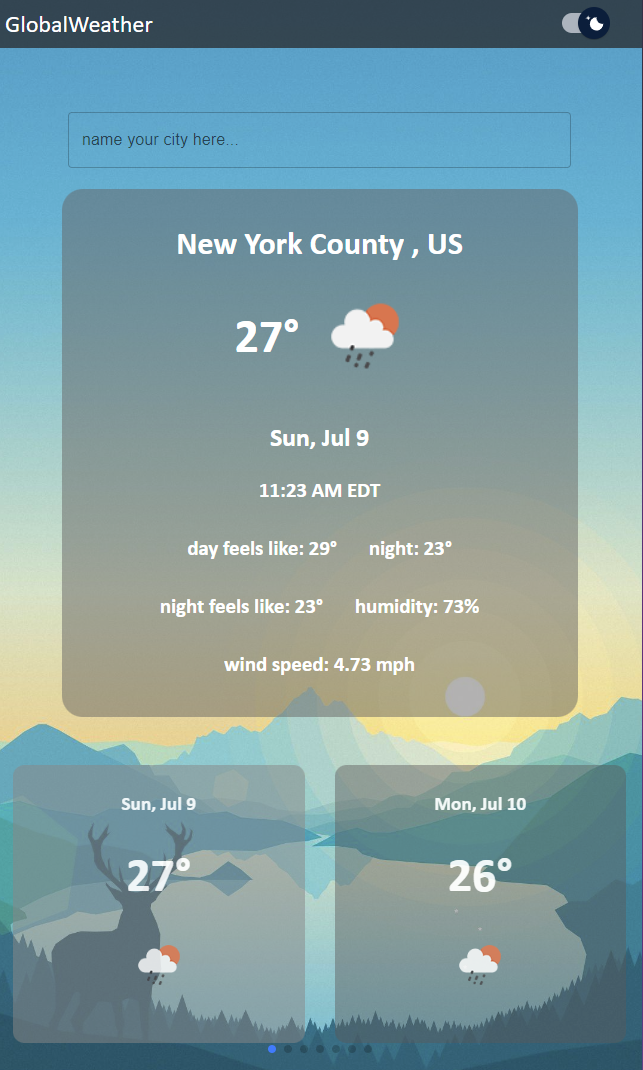 GlobalWeather
name your city here...
New York County , US
27°
Sun, Jul 9
11:23 AM EDT
day feels like: 29° night: 23°
night feels like: 23° humidity: 73%
wind speed: 4.73 mph
Sun, Jul 9
27°
Mon, Jul 10
26°